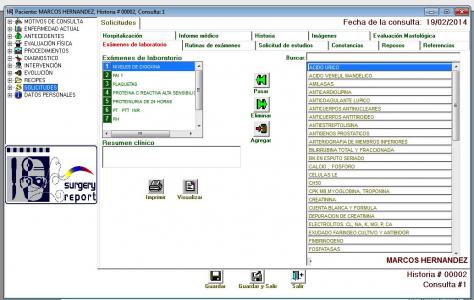 Paciente: MARCOS HERNANDEZ, Historia # 00002, Consulta: 1
MOTIVOS DE CONSULTA
ENFERMEDAD ACTUAL
ANTECEDENTES
EVALUACIÓN FÍSICA
PROCEDIMIENTOS
DIAGNOSTICO
INTERVENCIÓN
EVOLUCIÓN
RECIPES
SOLICITUDES
DATOS PERSONALES
surgery
report
Solicitudes
Fecha de la consulta: 19/02/2014
Hospitalización
Informe médico
Historia
Imágenes
Evaluación Mastológica
Exámenes de laboratorio
Rutinas de exámenes
Solicitud de estudios
Constancias
Reposos
Referencias
Exámenes de laboratorio
1 NIVELES DE DIGOXINA
2 PAI 1
3 PLAQUETAS
4 PROTEINA C REACTIVA ALTA SENSIBILID
5 PROTEINURIA DE 24 HORAS
6 PT PTT INR
7 RH
Resumen clínico
Imprimir
Visualizar
Pasar
Eliminar
Agregar
Buscar
ACIDO URICO
ACIDO VENELIL MANDELICO
AMILASAS
ANTICARDIOLIPINA
ANTICOAGULANTE LUPICO
ANTICUERPOS ANTINUCLEARES
ANTICUERPOS ANTITIROIDEO
ANTIESTREPTOLISINA
ANTIGENOS PROSTATICOS
ARTERIOGRAFIA DE MIEMBROS INFERIORES
BILIRRUBINA TOTAL Y FRACCIONADA
BK EN ESPUTO SERIADO
CALCIO , FOSFORO
CELULAS LE
CH50
CPK MB,MYOGLOBINA, TROPONINA
CREATININA
CUENTA BLANCA Y FORMULA
DEPURACION DE CREATININA
ELECTROLITOS: CL, NA, K, MG, P, CA
EXUDADO FARINGEO CULTIVO Y ANTIBIOGR
FIBRINOGENO
FOSFATASAS
MARCOS HERNANDEZ
Historia # 00002
Consulta #1
Guardar
Guardar y Salir
Salir